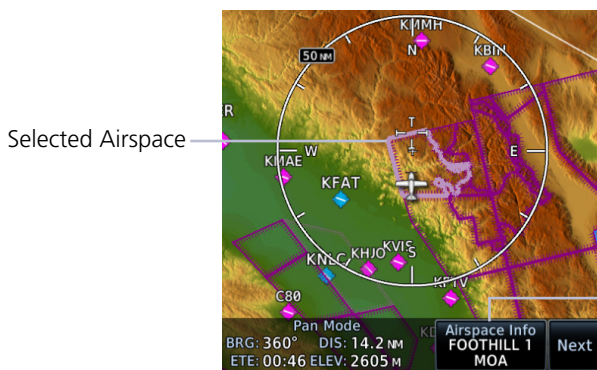 KMMH
N
KBIH
50 NM
R
T
Selected Airspace
W
E
KMAE
KFAT
KVIS
S
KHJO
KNLC
KPTV
C80
Pan Mode
BRG: 360° DIS: 14.2 NM
ETE: 00:46 ELEV: 2605 M
Airspace Info
FOOTHILL 1
MOA
Next